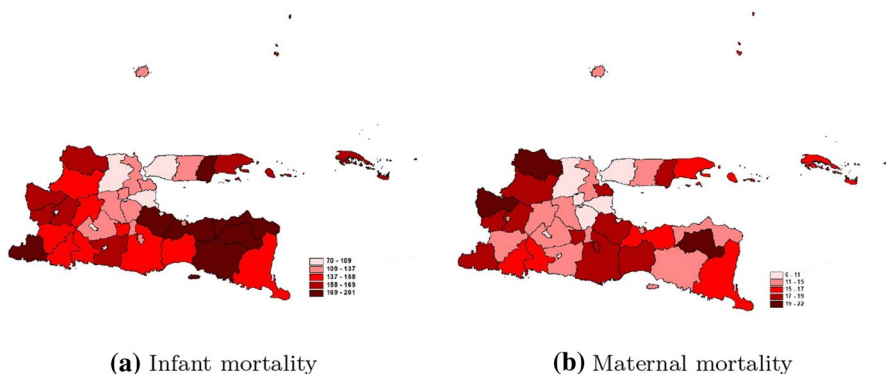 70 - 109
109 - 137
137 - 158
158 - 169
169 - 201
6 - 11
11 - 15
15 - 17
17 - 19
19 - 22
(a) Infant mortality
(b) Maternal mortality